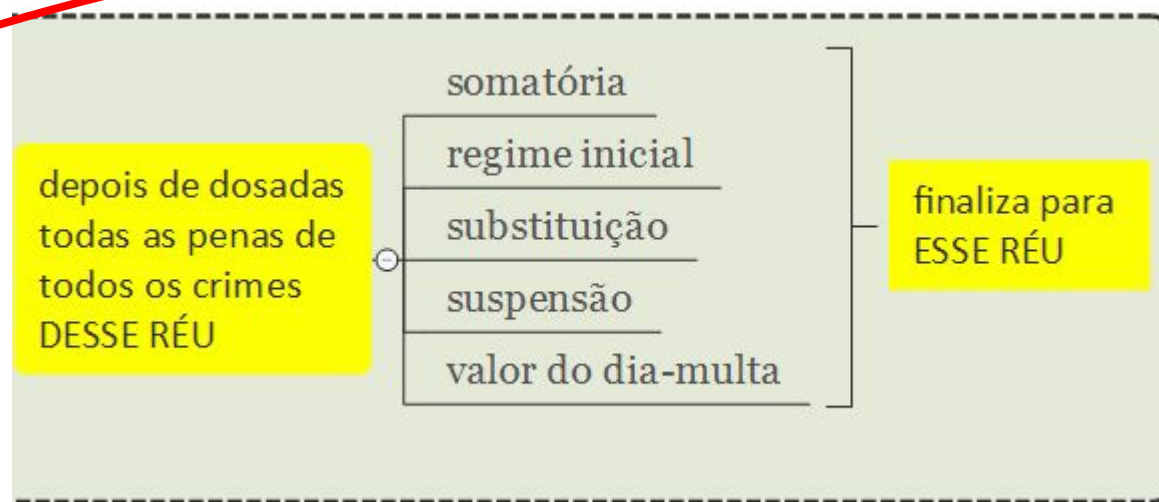 depois de dosadas
todas as penas de
todos os crimes
DESSE RÉU
somatória
regime inicial
substituição
suspensão
valor do dia-multa
finaliza para
ESSE RÉU